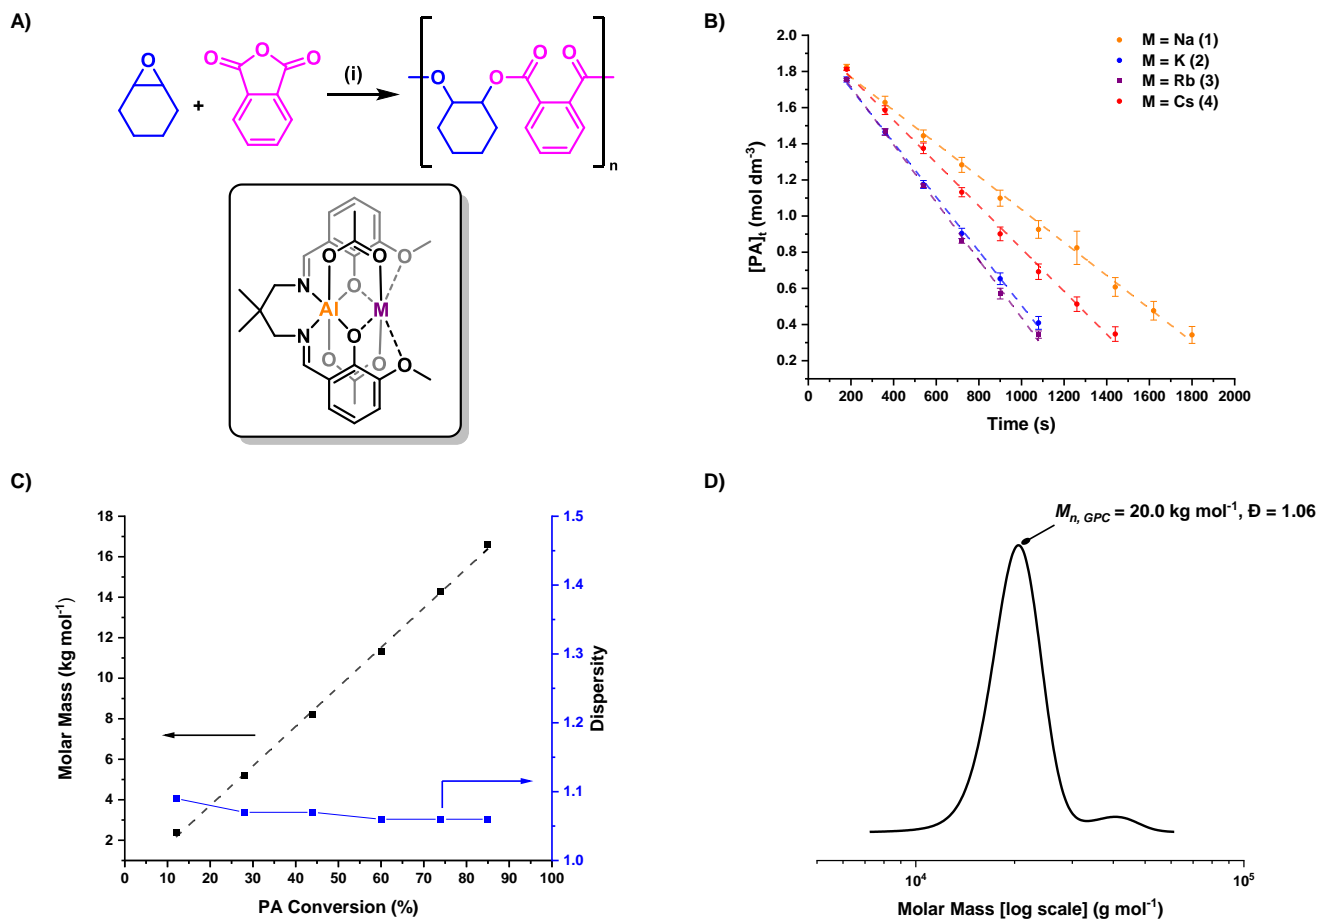 A)
O
O
O
O
+
(i)
O
O
O
O
n
O
O
O
N
O
Al
M
N
O
O
O
O
B)
M = Na (1)
M = K (2)
M = Rb (3)
M = Cs (4)
2.0
1.8
1.6
1.4
1.2
1.0
0.8
0.6
0.4
0.2
[PA]t (mol dm-3)
0 200 400 600 800 1000 1200 1400 1600 1800 2000
Time (s)
C)
18
16
14
12
10
8
6
4
2
Molar Mass (kg mol-1)
1.5
1.4
1.3
1.2
1.1
1.0
Dispersity
0 10 20 30 40 50 60 70 80 90 100
PA Conversion (%)
D)
Mn, GPC = 20.0 kg mol-1, Đ = 1.06
10⁴ 10⁵
Molar Mass [log scale] (g mol-1)